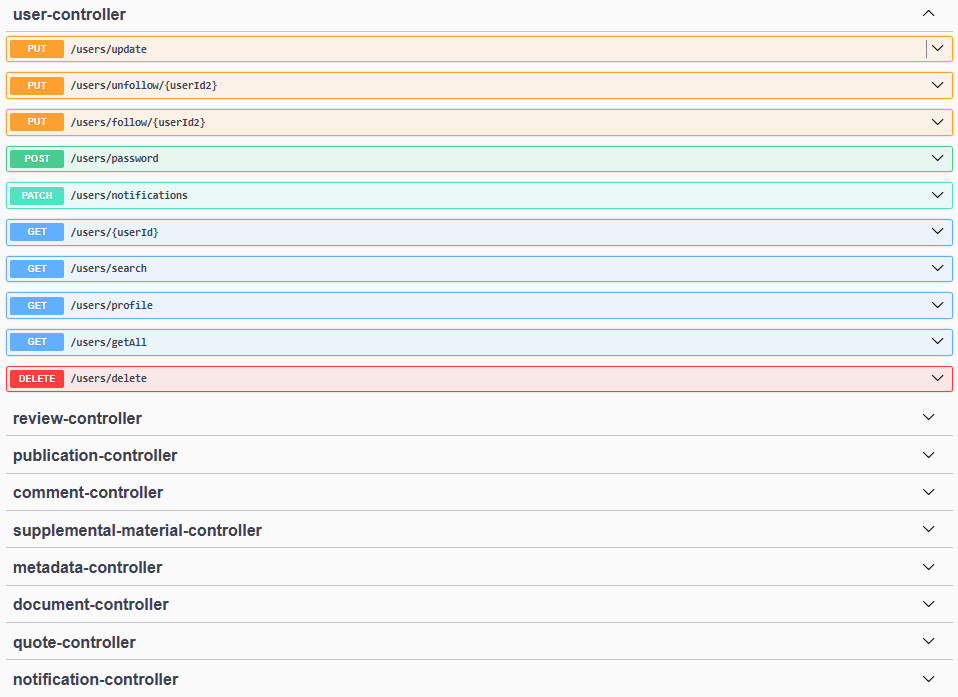 user-controller
PUT /users/update
PUT /users/unfollow/{userId2}
PUT /users/follow/{userId2}
POST /users/password
PATCH /users/notifications
GET /users/{userId}
GET /users/search
GET /users/profile
GET /users/getAll
DELETE /users/delete
review-controller
publication-controller
comment-controller
supplemental-material-controller
metadata-controller
document-controller
quote-controller
notification-controller